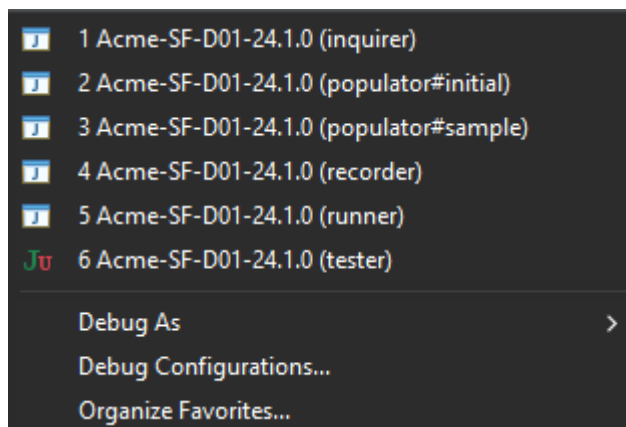 1 Acme-SF-D01-24.1.0 (inquirer)
2 Acme-SF-D01-24.1.0 (populator#initial)
3 Acme-SF-D01-24.1.0 (populator#sample)
4 Acme-SF-D01-24.1.0 (recorder)
5 Acme-SF-D01-24.1.0 (runner)
Ju 6 Acme-SF-D01-24.1.0 (tester)
Debug As
Debug Configurations...
Organize Favorites...